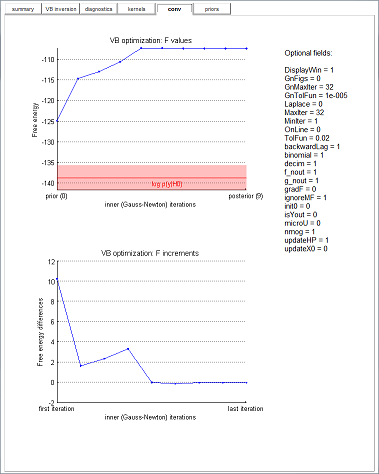 summary VB inversion diagnostics kernels conv priors
VB optimization: F values
-110
-115
-120
-125
-130
-135
-140
Free energy
log p(y|H0)
prior (0) posterior (9)
inner (Gauss-Newton) iterations
VB optimization: F increments
12
10
8
6
4
2
0
-2
Free energy differences
first iteration last iteration
inner (Gauss-Newton) iterations
Optional fields:
DisplayWin = 1
GnFigs = 0
GnMaxIter = 32
GnTolFun = 1e-005
Laplace = 0
MaxIter = 32
MinIter = 1
OnLine = 0
TolFun = 0.02
backwardLag = 1
binomial = 1
decim = 1
f_nout = 1
g_nout = 1
gradF = 0
ignoreMF = 1
init0 = 0
isYout = 0
microU = 0
nmog = 1
updateHP = 1
updateX0 = 0